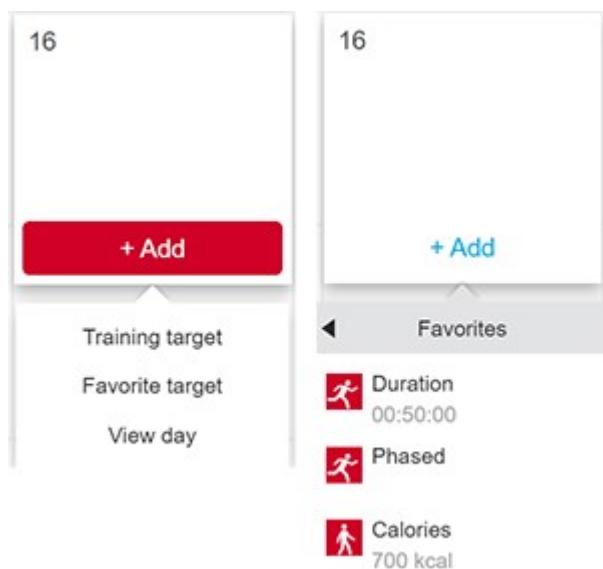 16
+ Add
Training target
Favorite target
View day
16
+ Add
Favorites
Duration
00:50:00
Phased
Calories
700 kcal